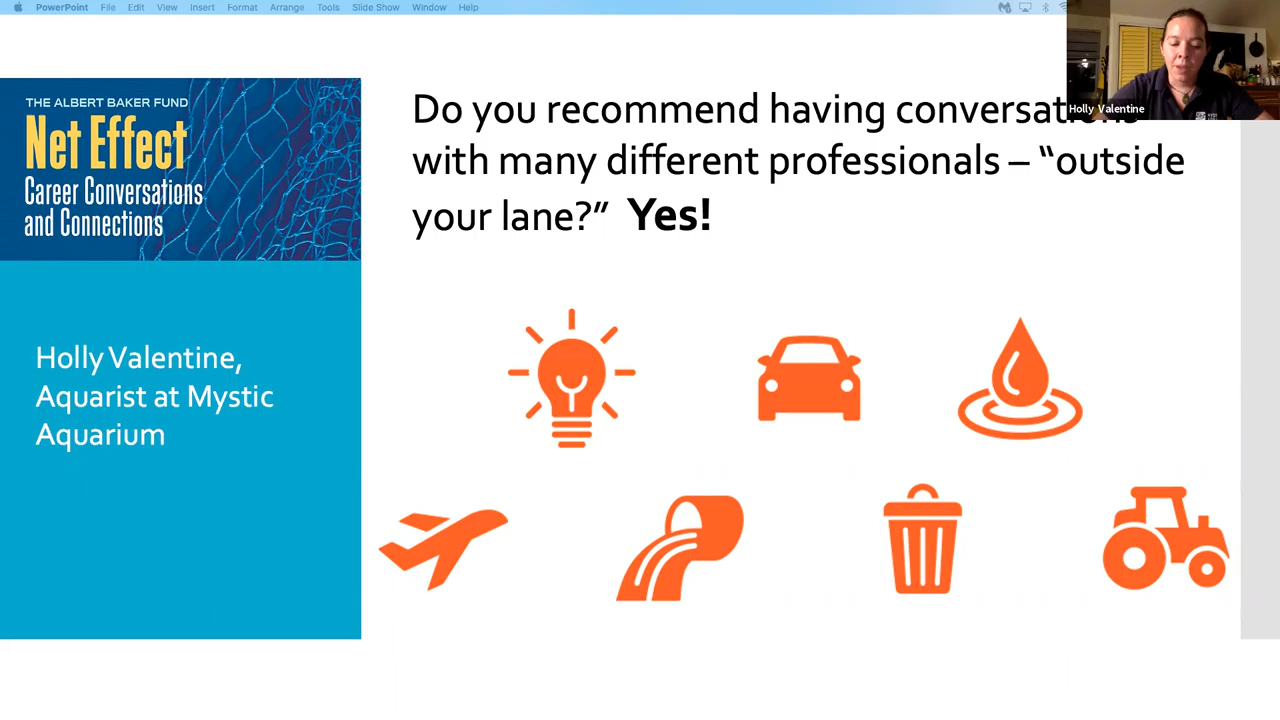 PowerPoint File Edit View Insert Format Arrange Tools Slide Show Window Help
Holly Valentine
THE ALBERT BAKER FUND
Net Effect
Career Conversations
and Connections
Do you recommend having conversations
with many different professionals – “outside
your lane?” Yes!
Holly Valentine,
Aquarist at Mystic
Aquarium